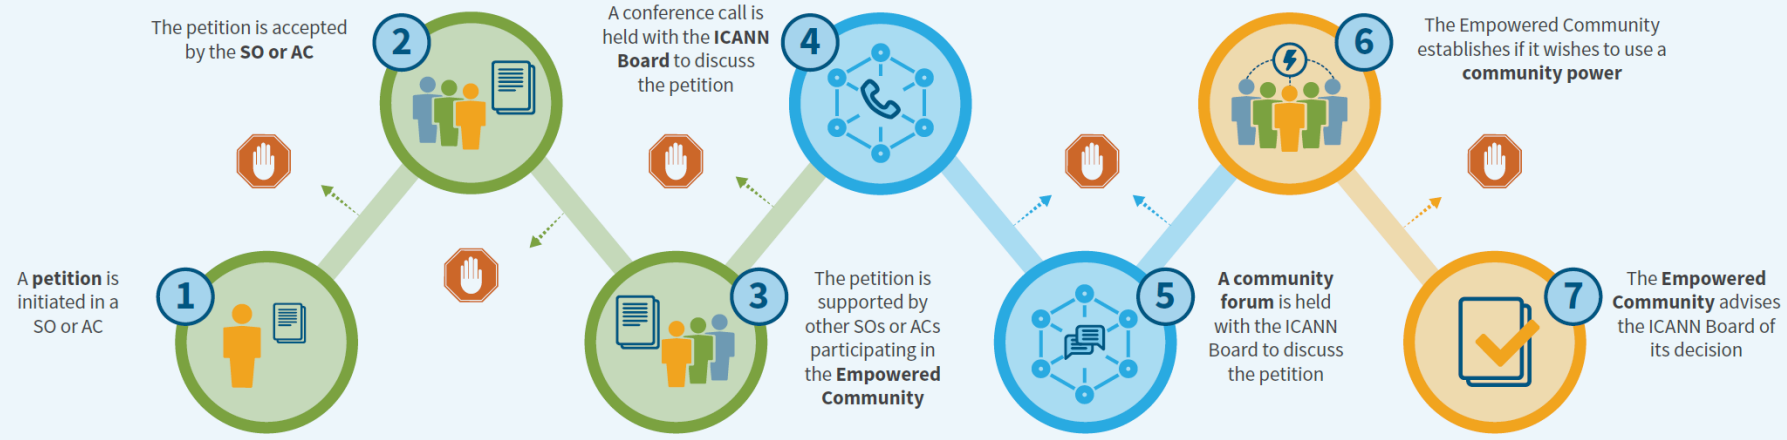 1
A petition is
initiated in a
SO or AC
2
The petition is accepted
by the SO or AC
3
The petition is
supported by
other SOs or ACs
participating in
the Empowered
Community
4
A conference call is
held with the ICANN
Board to discuss
the petition
5
A community
forum is held
with the ICANN
Board to discuss
the petition
6
The Empowered Community
establishes if it wishes to use a
community power
7
The Empowered
Community advises
the ICANN Board of
its decision